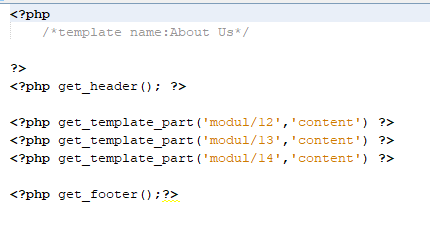 <?php
/*template name:About Us*/
?>
<?php get_header(); ?>
<?php get_template_part('modul/12','content') ?>
<?php get_template_part('modul/13','content') ?>
<?php get_template_part('modul/14','content') ?>
<?php get_footer();?>